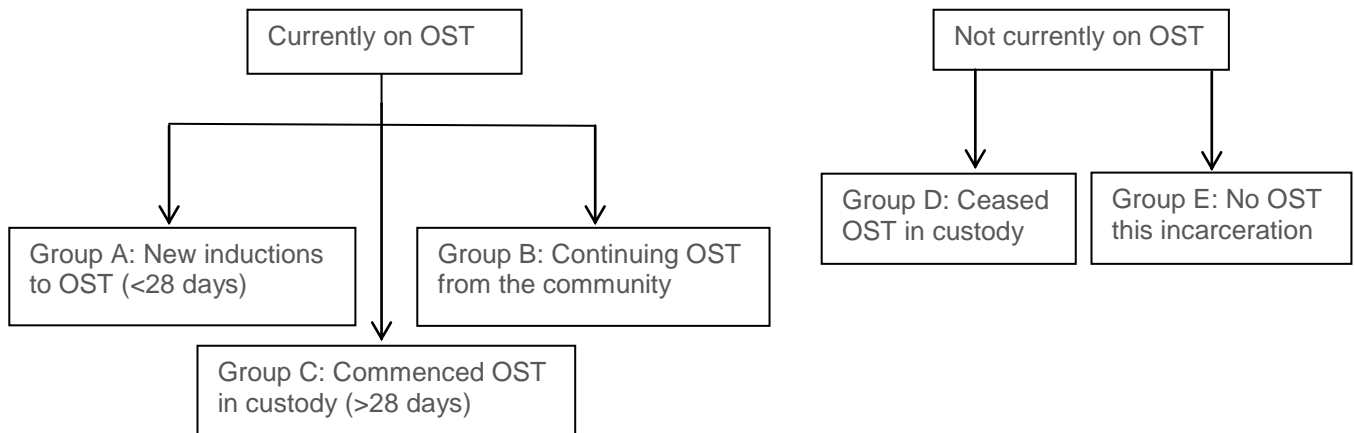 Currently on OST
Not currently on OST
Group A: New inductions
to OST (<28 days)
Group B: Continuing OST
from the community
Group C: Commenced OST
in custody (>28 days)
Group D: Ceased
OST in custody
Group E: No OST
this incarceration